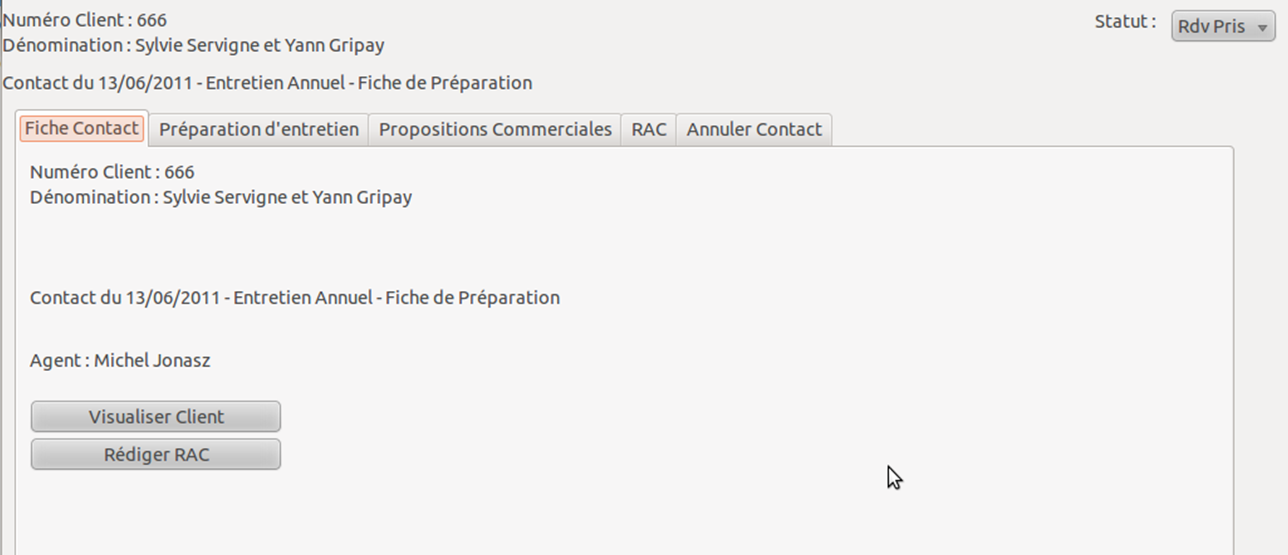 Numéro Client : 666
Statut :
Rdv Pris
Dénomination : Sylvie Servigne et Yann Gripay
Contact du 13/06/2011 - Entretien Annuel - Fiche de Préparation
Fiche Contact
Préparation d'entretien
Propositions Commerciales
RAC
Annuler Contact
Numéro Client : 666
Dénomination : Sylvie Servigne et Yann Gripay
Contact du 13/06/2011 - Entretien Annuel - Fiche de Préparation
Agent : Michel Jonasz
Visualiser Client
Rédiger RAC